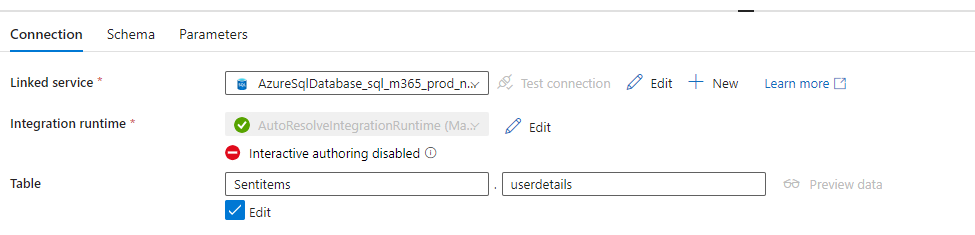 Connection Schema Parameters
Linked service * AzureSqlDatabase_sql_m365_prod_n... Test connection Edit New Learn more
Integration runtime * AutoResolveIntegrationRuntime (Ma... Edit
Interactive authoring disabled
Table Sentitems . userdetails Preview data
Edit